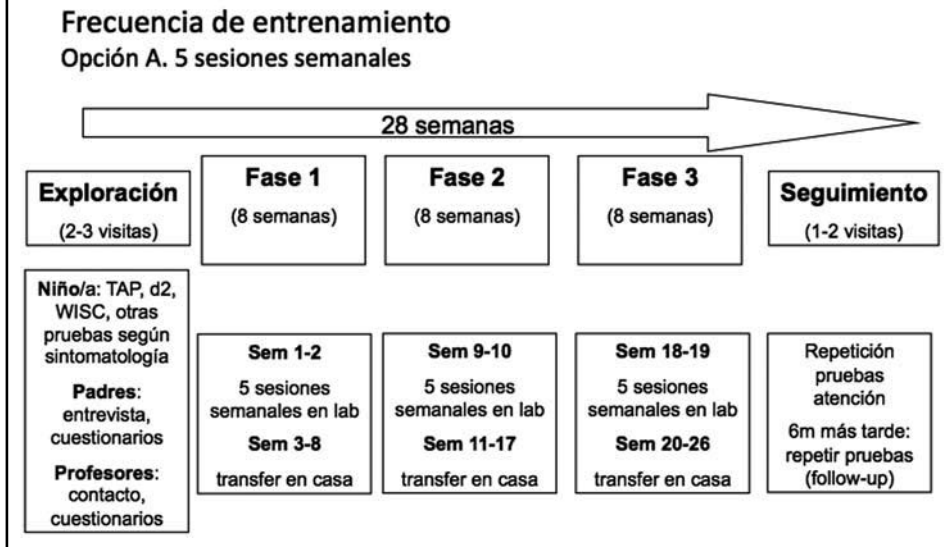 Frecuencia de entrenamiento
Opción A. 5 sesiones semanales
28 semanas
Exploración
(2-3 visitas)
Fase 1
(8 semanas)
Fase 2
(8 semanas)
Fase 3
(8 semanas)
Seguimiento
(1-2 visitas)
Niño/a: TAP, d2,
WISC, otras
pruebas según
sintomatología
Padres:
entrevista,
cuestionarios
Profesores:
contacto,
cuestionarios
Sem 1-2
5 sesiones
semanales en lab
Sem 3-8
transfer en casa
Sem 9-10
5 sesiones
semanales en lab
Sem 11-17
transfer en casa
Sem 18-19
5 sesiones
semanales en lab
Sem 20-26
transfer en casa
Repetición
pruebas
atención
6m más tarde:
repetir pruebas
(follow-up)